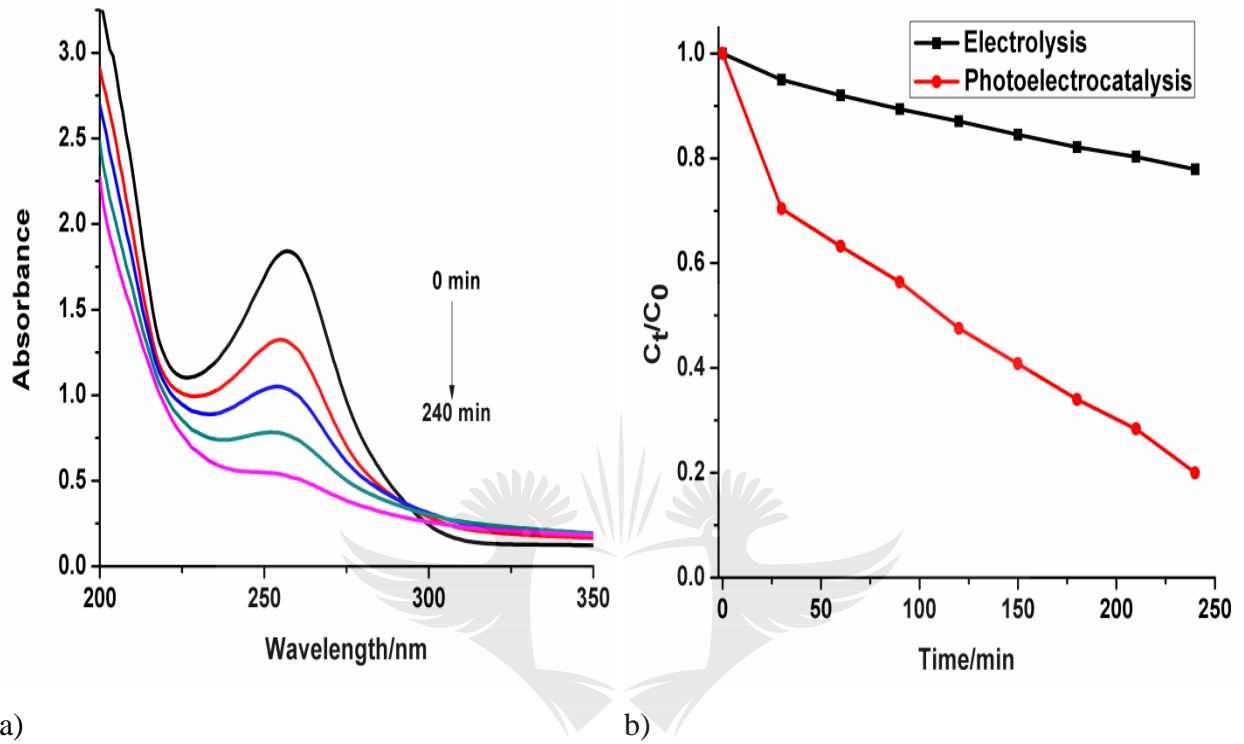 3.0
2.5
2.0
1.5
1.0
0.5
0.0
Absorbance
0 min
240 min
200
250
300
350
Wavelength/nm
a)
Electrolysis
Photoelectrocatalysis
1.0
0.8
0.6
0.4
0.2
0.0
Ct/C0
0
50
100
150
200
250
Time/min
b)